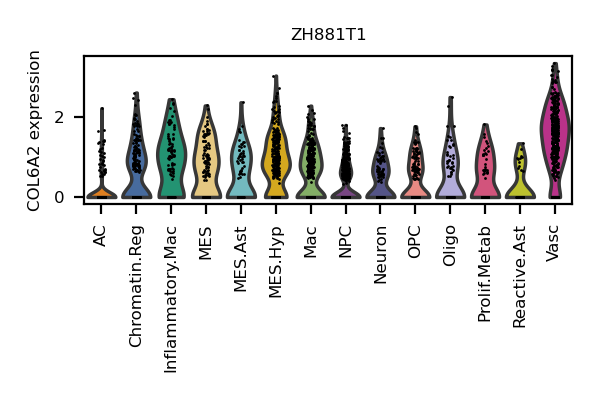 ZH881T1
COL6A2 expression
2
0
AC
Chromatin.Reg
Inflammatory.Mac
MES
MES.Ast
MES.Hyp
Mac
NPC
Neuron
OPC
Oligo
Prolif.Metab
Reactive.Ast
Vasc